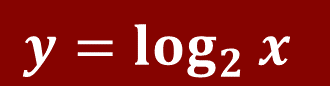 y = log₂ x